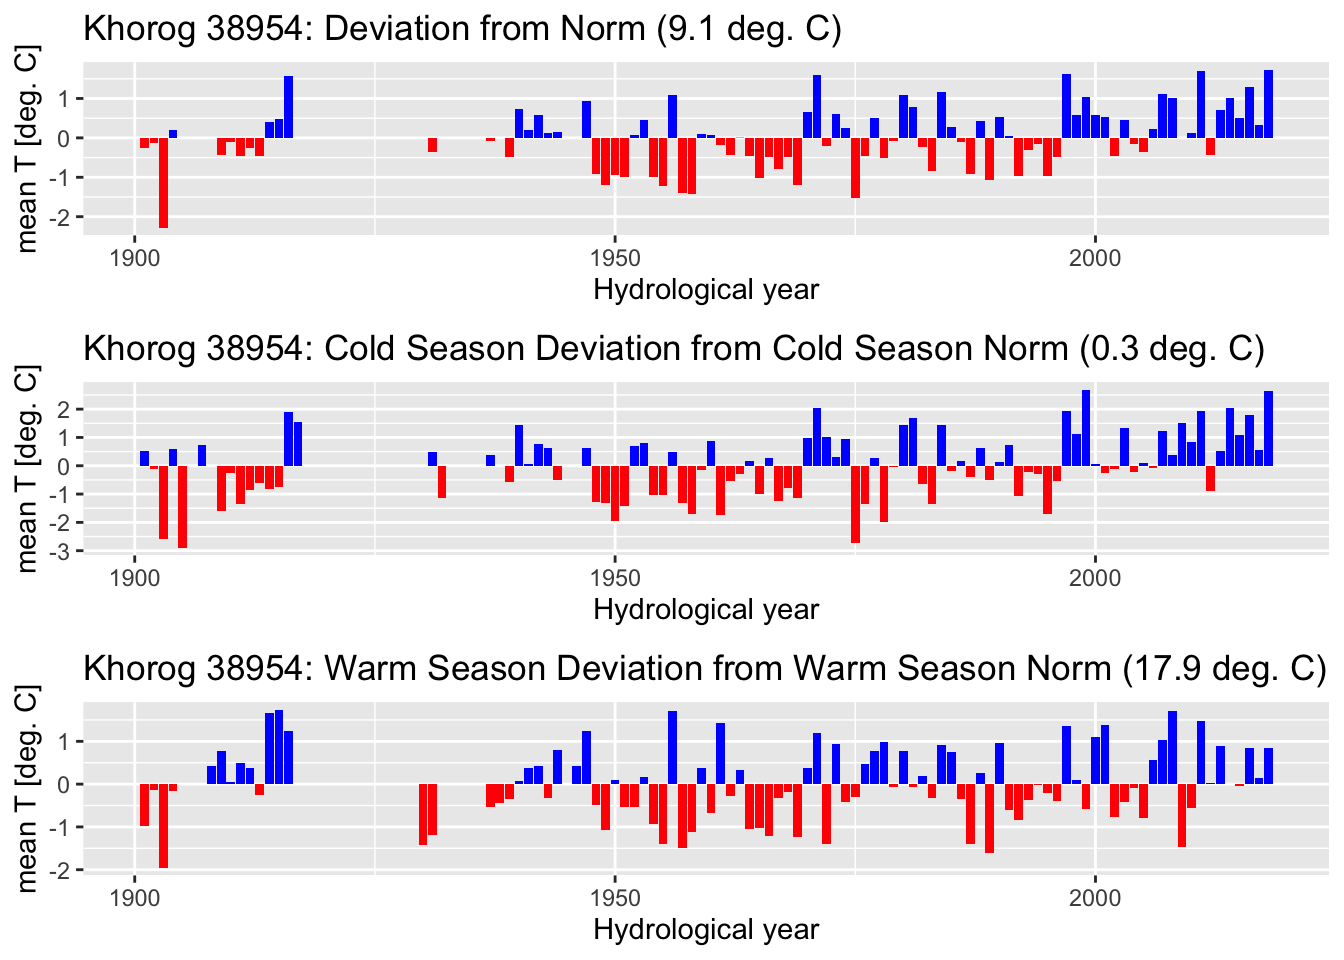 Khorog 38954: Deviation from Norm (9.1 deg. C)
mean T [deg. C]
1
0
-1
-2
1900 1950 2000
Hydrological year
Khorog 38954: Cold Season Deviation from Cold Season Norm (0.3 deg. C)
mean T [deg. C]
2
1
0
-1
-2
-3
1900 1950 2000
Hydrological year
Khorog 38954: Warm Season Deviation from Warm Season Norm (17.9 deg. C)
mean T [deg. C]
1
0
-1
-2
1900 1950 2000
Hydrological year